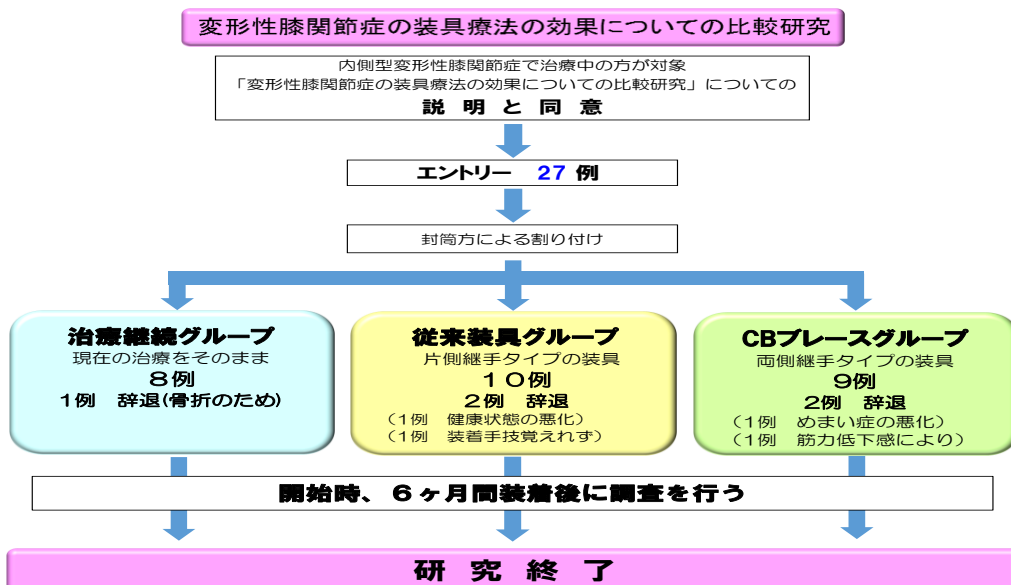 変形性膝関節症の装具療法の効果についての比較研究
内側型変形性膝関節症で治療中の方が対象
「変形性膝関節症の装具療法の効果についての比較研究」についての
説 明 と 同 意
エントリー 27 例
封筒方による割り付け
治療継続グループ
現在の治療をそのまま
8例
1例 辞退(骨折のため)
従来装具グループ
片側継手タイプの装具
10例
2例 辞退
(1例 健康状態の悪化)
(1例 装着手技覚えれず)
CBブレースグループ
両側継手タイプの装具
9例
2例 辞退
(1例 めまい症の悪化)
(1例 筋力低下感により)
開始時、6ヶ月間装着後に調査を行う
研 究 終 了